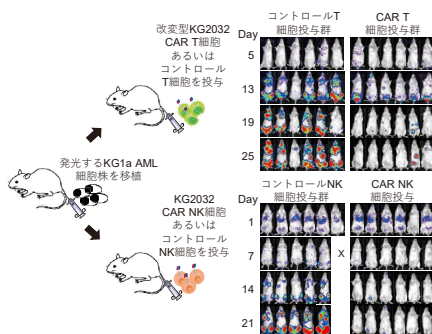 改変型KG2032
CAR T細胞
あるいは
コントロール
T細胞を投与
発光するKG1a AML
細胞株を移植
KG2032
CAR NK細胞
あるいは
コントロール
NK細胞を投与
コントロールT
細胞投与群
CAR T
細胞投与群
Day
5
13
19
25
コントロールNK
細胞投与群
CAR NK
細胞投与群
Day
1
7
X
14
21